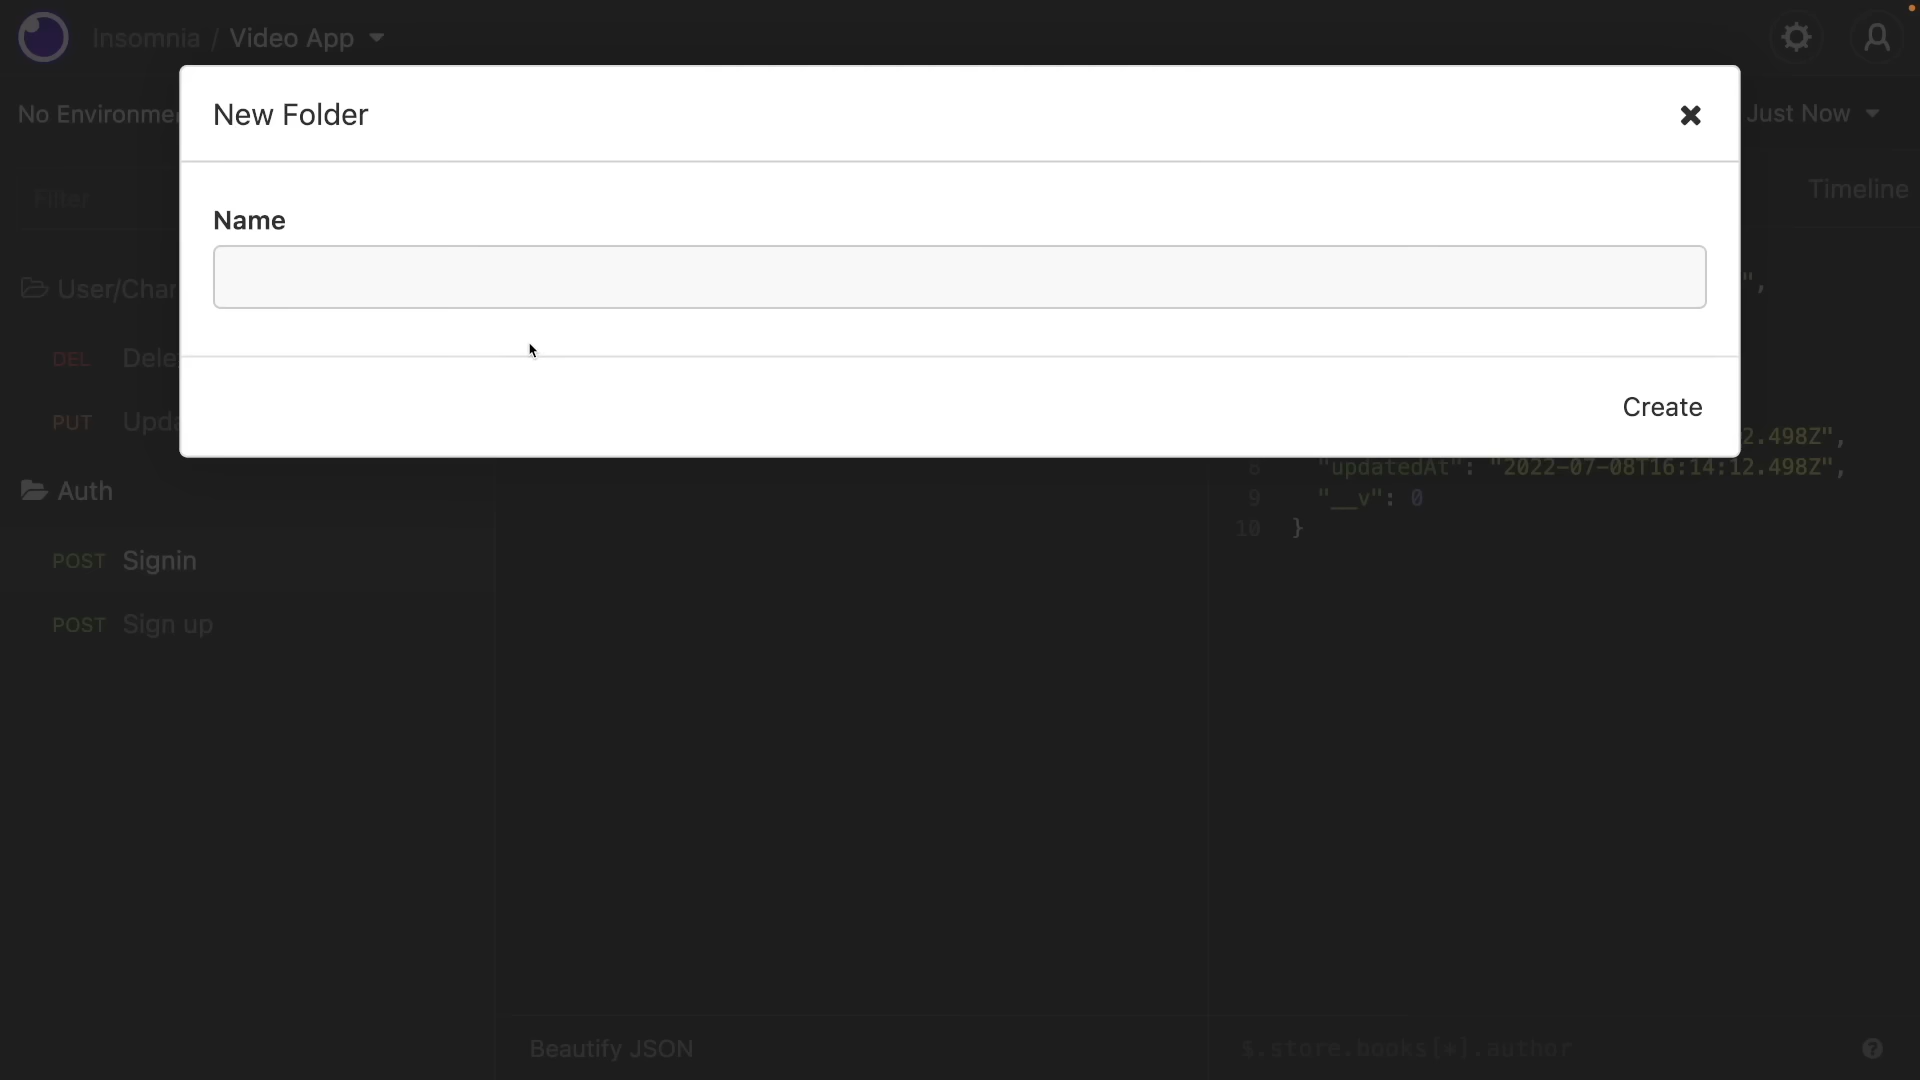 Insomnia / Video App
New Folder
No Environme
Just Now
Name
Filter
Timeline
User/Chan
",
DEL Dele
Create
PUT Upda
2.498Z",
8 "updatedAt": "2022-07-08T16:14:12.498Z",
Auth
9 "__v": 0
10 }
POST Signin
POST Sign up
Beautify JSON
$.store.books[*].author